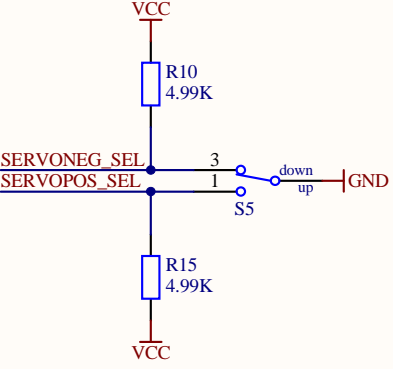 VCC
R10
4.99K
SERVONEG_SEL
3
down
SERVOPOS_SEL
1
up
GND
S5
R15
4.99K
VCC